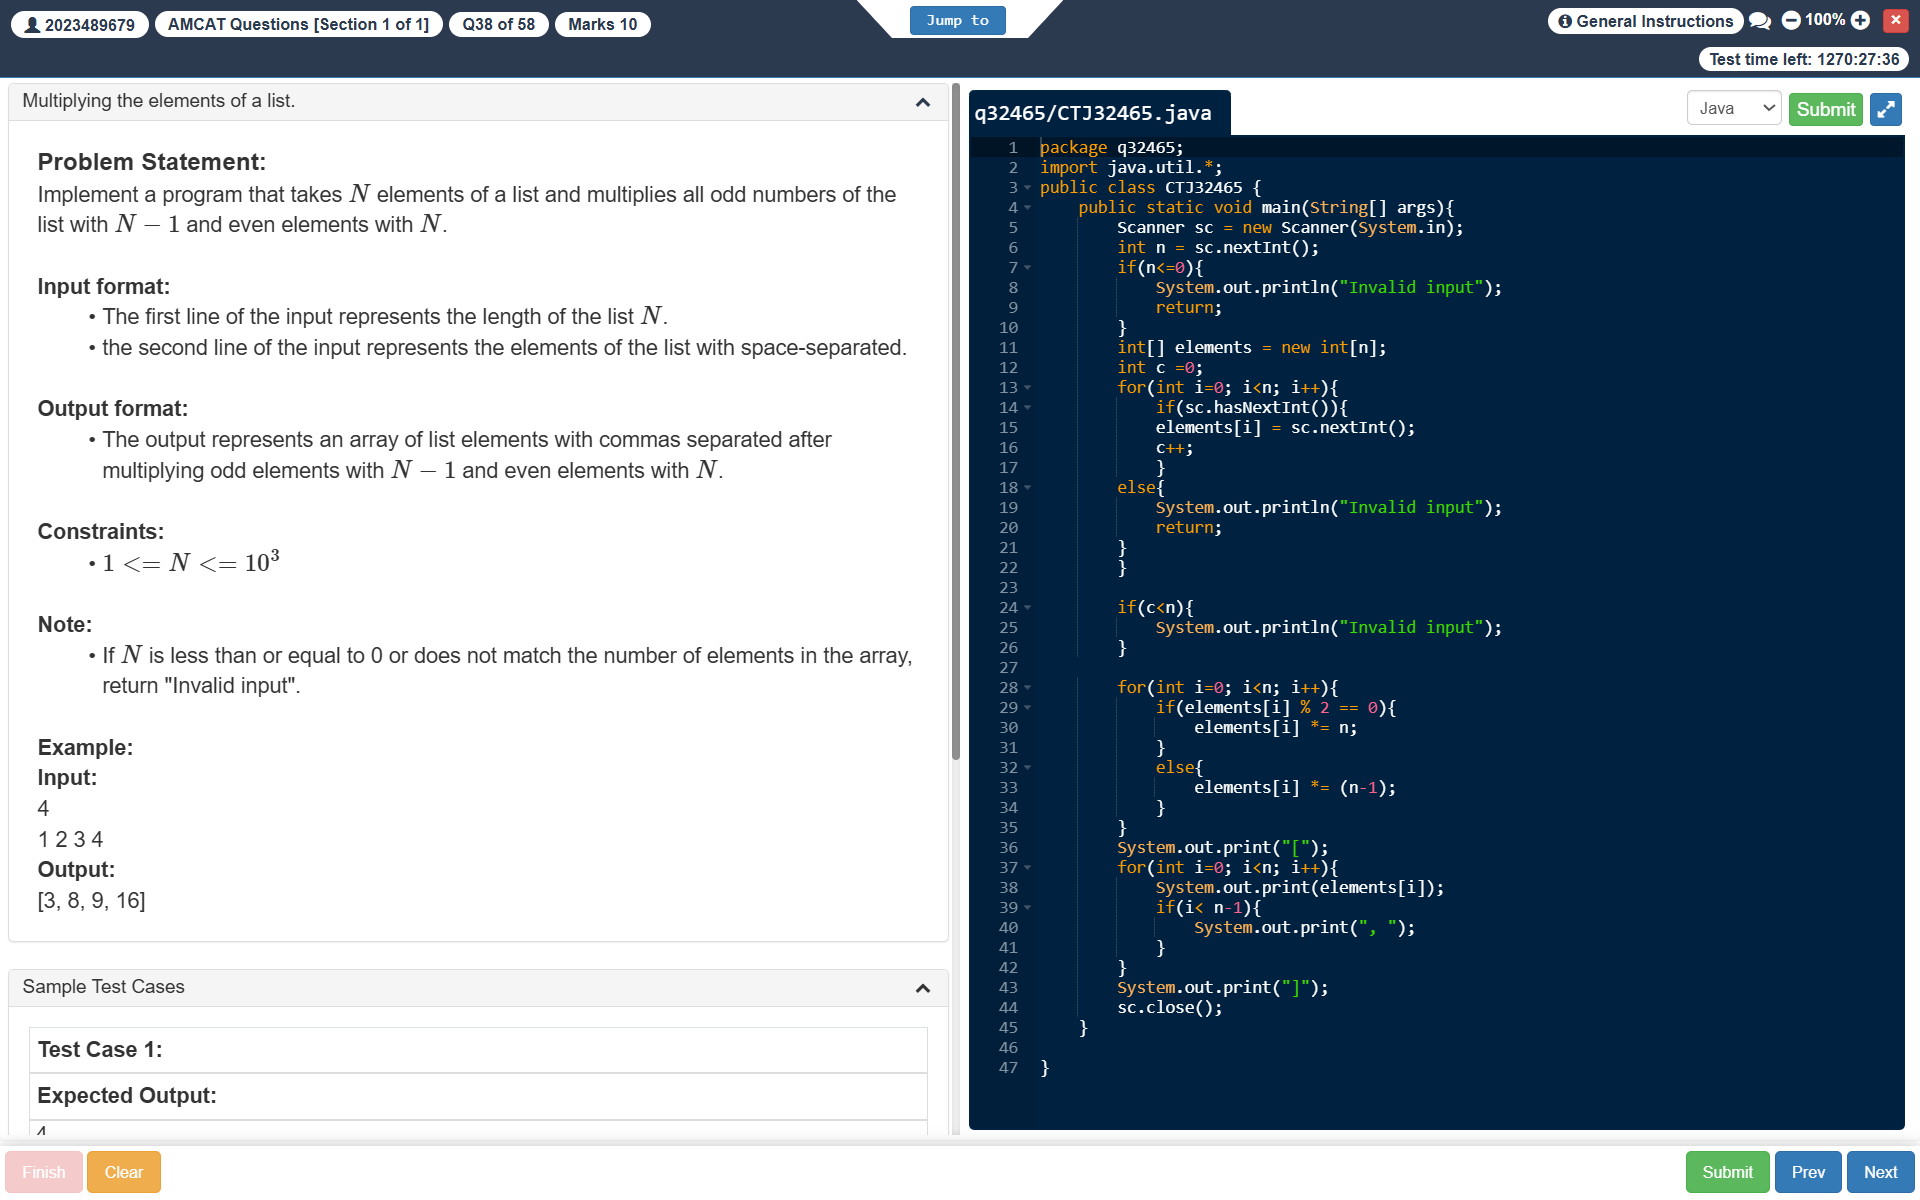 2023489679 AMCAT Questions [Section 1 of 1] Q38 of 58 Marks 10
Jump to
General Instructions 100%
Test time left: 1270:27:36
Multiplying the elements of a list.
Problem Statement:
Implement a program that takes N elements of a list and multiplies all odd numbers of the
list with N − 1 and even elements with N.
Input format:
• The first line of the input represents the length of the list N.
• the second line of the input represents the elements of the list with space-separated.
Output format:
• The output represents an array of list elements with commas separated after
multiplying odd elements with N − 1 and even elements with N.
Constraints:
• 1 <= N <= 10³
Note:
• If N is less than or equal to 0 or does not match the number of elements in the array,
return "Invalid input".
Example:
Input:
4
1 2 3 4
Output:
[3, 8, 9, 16]
Sample Test Cases
Test Case 1:
Expected Output:
4
q32465/CTJ32465.java
Java Submit
1 package q32465;
2 import java.util.*;
3 public class CTJ32465 {
4 public static void main(String[] args){
5 Scanner sc = new Scanner(System.in);
6 int n = sc.nextInt();
7 if(n<=0){
8 System.out.println("Invalid input");
9 return;
10 }
11 int[] elements = new int[n];
12 int c =0;
13 for(int i=0; i<n; i++){
14 if(sc.hasNextInt()){
15 elements[i] = sc.nextInt();
16 c++;
17 }
18 else{
19 System.out.println("Invalid input");
20 return;
21 }
22 }
23
24 if(c<n){
25 System.out.println("Invalid input");
26 }
27
28 for(int i=0; i<n; i++){
29 if(elements[i] % 2 == 0){
30 elements[i] *= n;
31 }
32 else{
33 elements[i] *= (n-1);
34 }
35 }
36 System.out.print("[");
37 for(int i=0; i<n; i++){
38 System.out.print(elements[i]);
39 if(i< n-1){
40 System.out.print(", ");
41 }
42 }
43 System.out.print("]");
44 sc.close();
45 }
46
47 }
Finish Clear Submit Prev Next